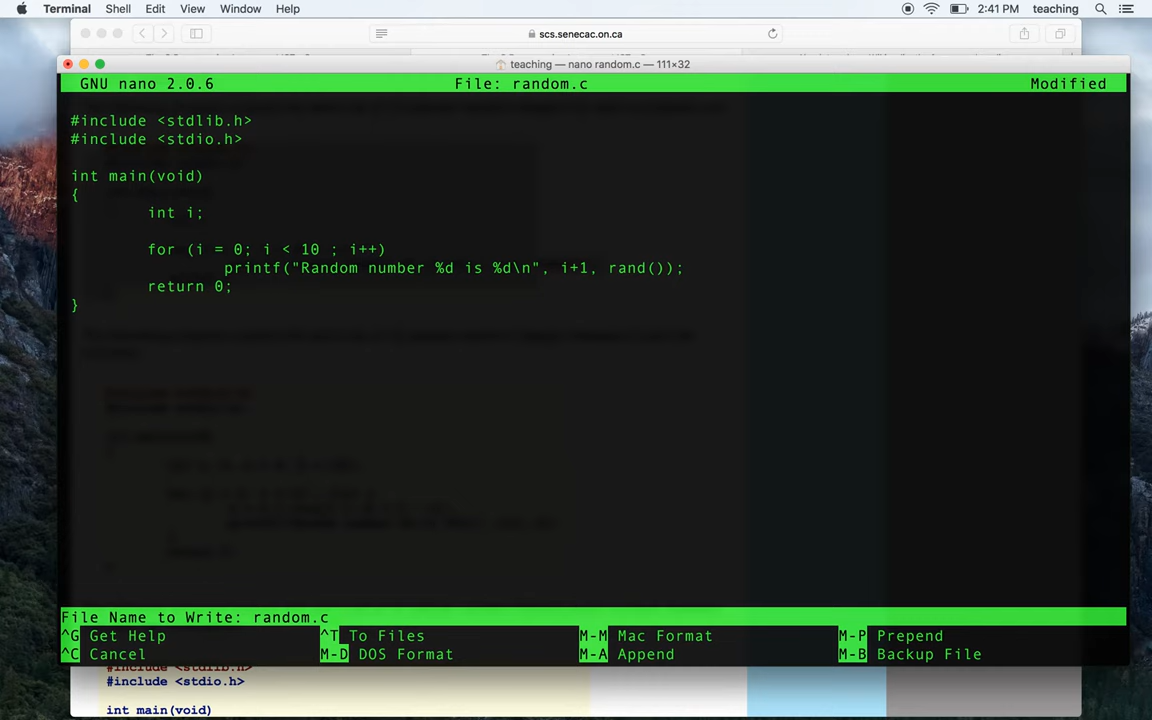 Terminal Shell Edit View Window Help 2:41 PM teaching
scs.senecac.on.ca
teaching — nano random.c — 111×32
GNU nano 2.0.6 File: random.c Modified
#include <stdlib.h>
#include <stdio.h>
int main(void)
{
int i;
for (i = 0; i < 10 ; i++)
printf("Random number %d is %d\n", i+1, rand());
return 0;
}
File Name to Write: random.c
^G Get Help ^T To Files M-M Mac Format M-P Prepend
^C Cancel M-D DOS Format M-A Append M-B Backup File
#include <stdlib.h>
#include <stdio.h>
int main(void)